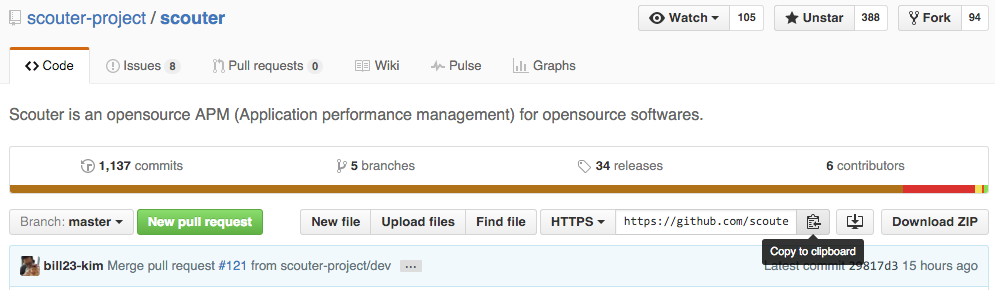 scouter-project / scouter Watch 105 Unstar 388 Fork 94
Code Issues 8 Pull requests 0 Wiki Pulse Graphs
Scouter is an opensource APM (Application performance management) for opensource softwares.
1,137 commits 5 branches 34 releases 6 contributors
Branch: master New pull request New file Upload files Find file HTTPS https://github.com/scoute Download ZIP
Copy to clipboard
bill23-kim Merge pull request #121 from scouter-project/dev ... Latest commit 29817d3 15 hours ago